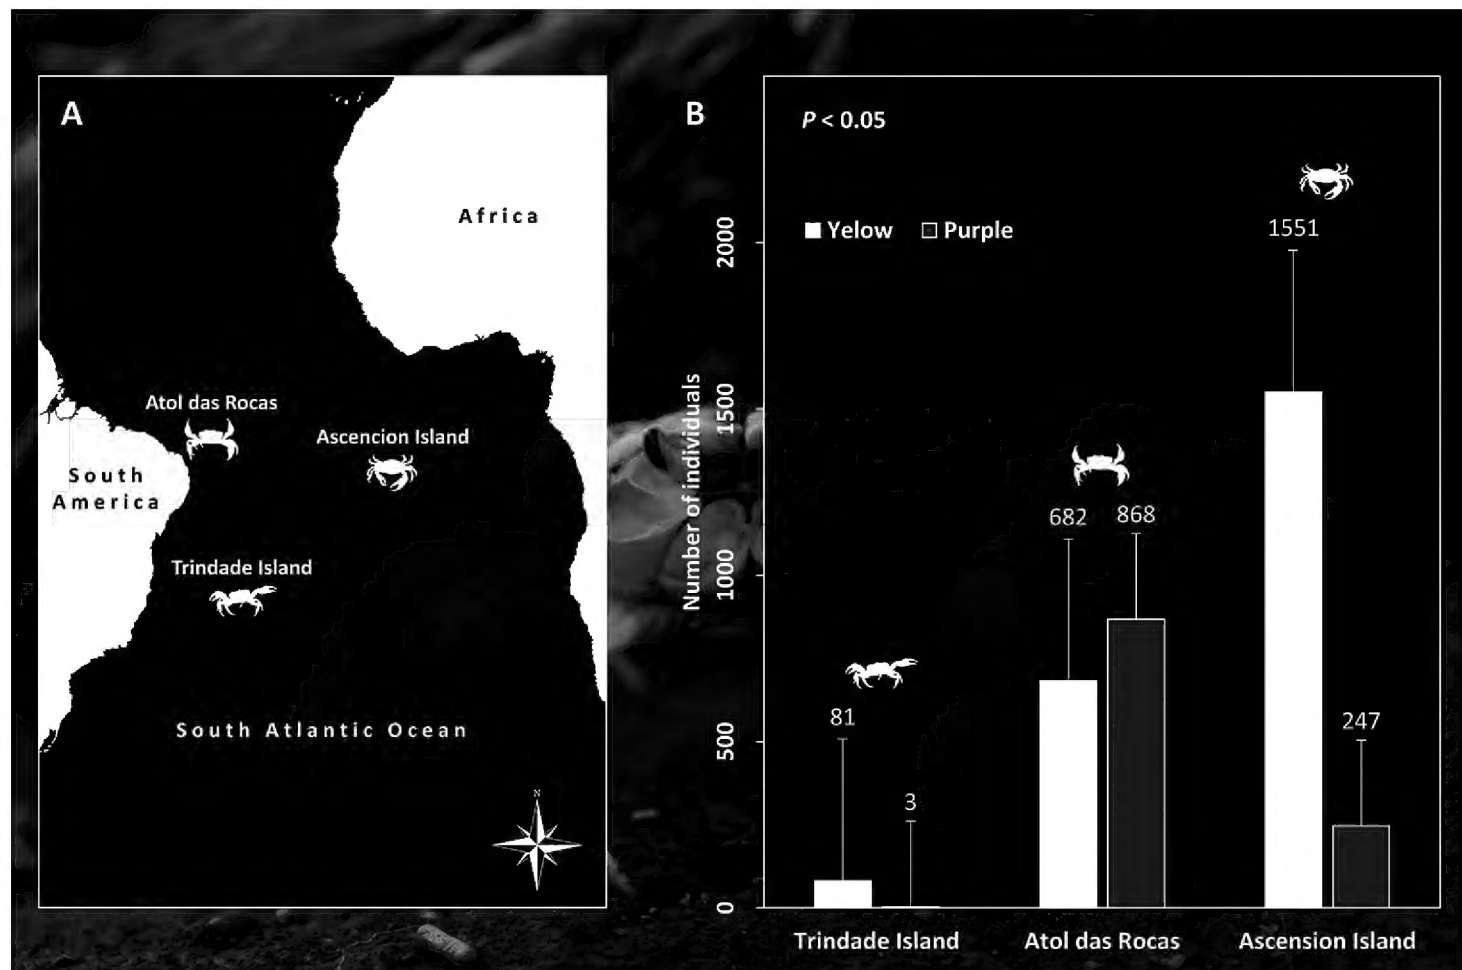 A
Africa
Atol das Rocas
Ascencion Island
South
America
Trindade Island
South Atlantic Ocean
N
B
P < 0.05
Yelow
Purple
Number of individuals
2000
1500
1000
500
0
81
3
682
868
1551
247
Trindade Island
Atol das Rocas
Ascension Island